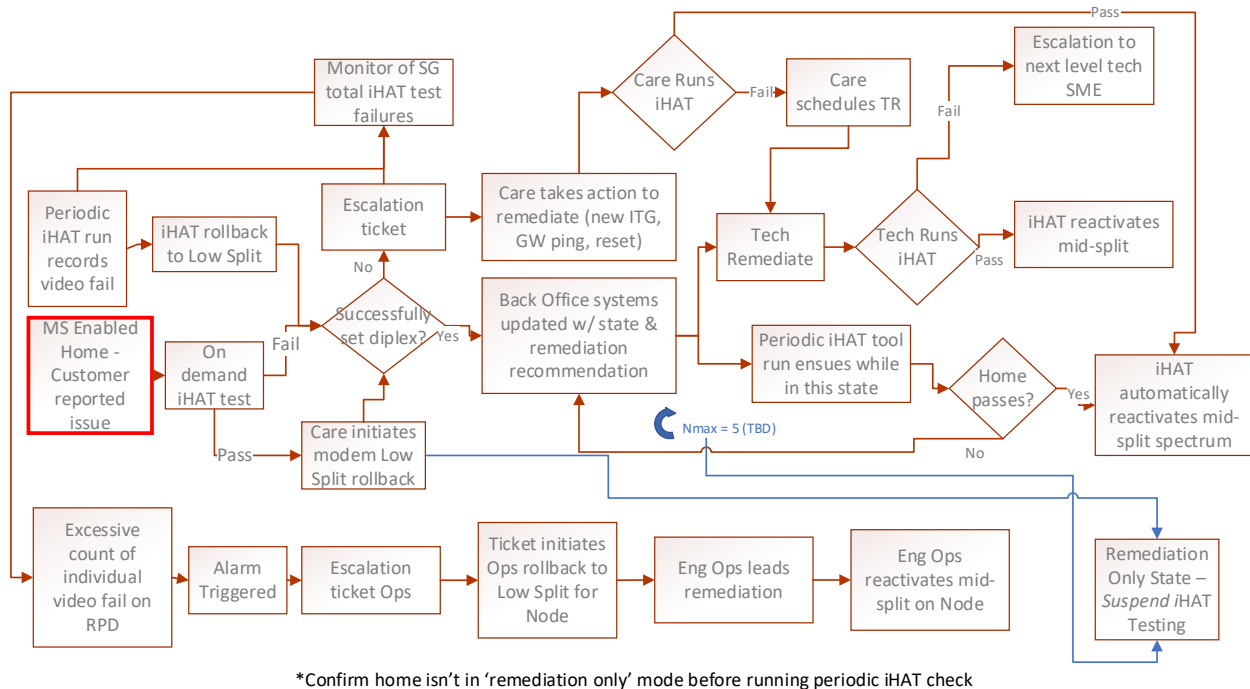 Monitor of SG
total iHAT test
failures
Care Runs
iHAT
Fail
Care
schedules TR
Pass
Escalation to
next level tech
SME
Fail
Periodic
iHAT run
records
video fail
iHAT rollback
to Low Split
Escalation
ticket
No
Care takes action to
remediate (new ITG,
GW ping, reset)
Tech
Remediate
Tech Runs
iHAT
Pass
iHAT reactivates
mid-split
MS Enabled
Home -
Customer
reported
issue
On
demand
iHAT test
Fail
Pass
Successfully
set diplex?
Yes
Care initiates
modem Low
Split rollback
Back Office systems
updated w/ state &
remediation
recommendation
Periodic iHAT tool
run ensues while
in this state
Home
passes?
Yes
No
iHAT
automatically
reactivates mid-
split spectrum
Nmax = 5 (TBD)
Excessive
count of
individual
video fail on
RPD
Alarm
Triggered
Escalation
ticket Ops
Ticket initiates
Ops rollback to
Low Split for
Node
Eng Ops leads
remediation
Eng Ops
reactivates mid-
split on Node
Remediation
Only State –
Suspend iHAT
Testing
*Confirm home isn't in 'remediation only' mode before running periodic iHAT check